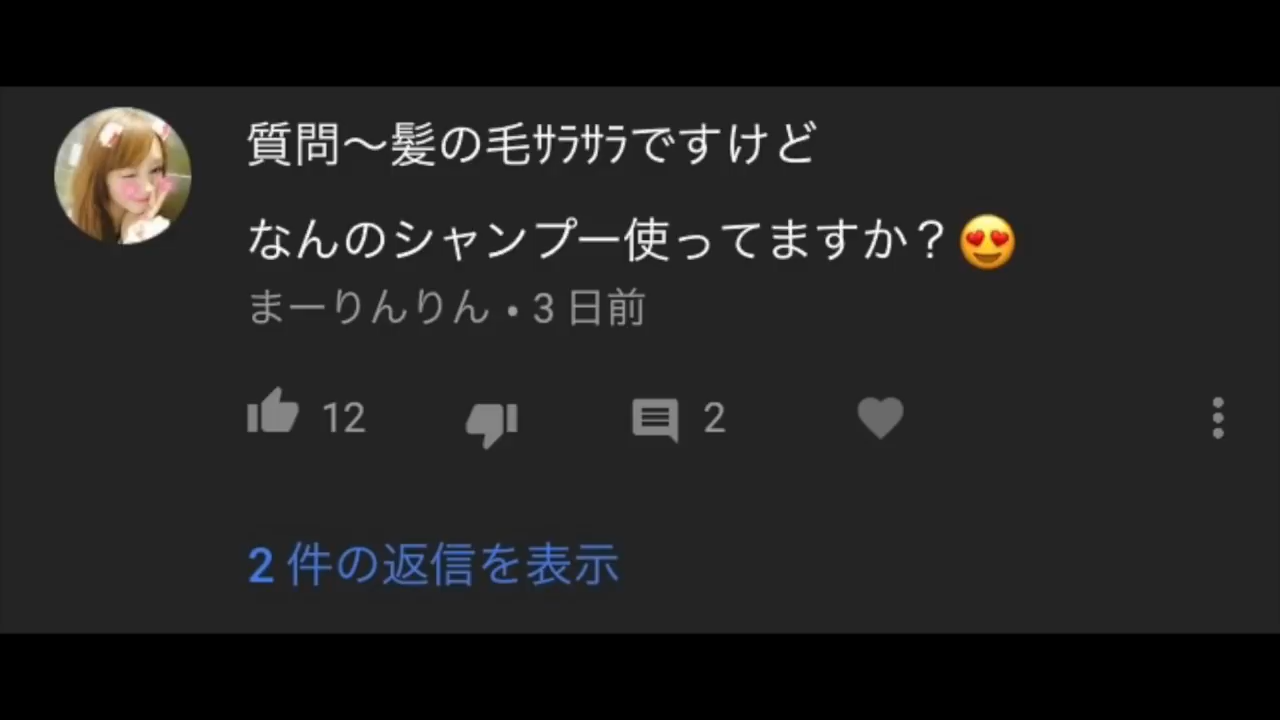 質問〜髪の毛ｻﾗｻﾗですけど
なんのシャンプー使ってますか？😍
まーりんりん • 3 日前
12 2
2 件の返信を表示